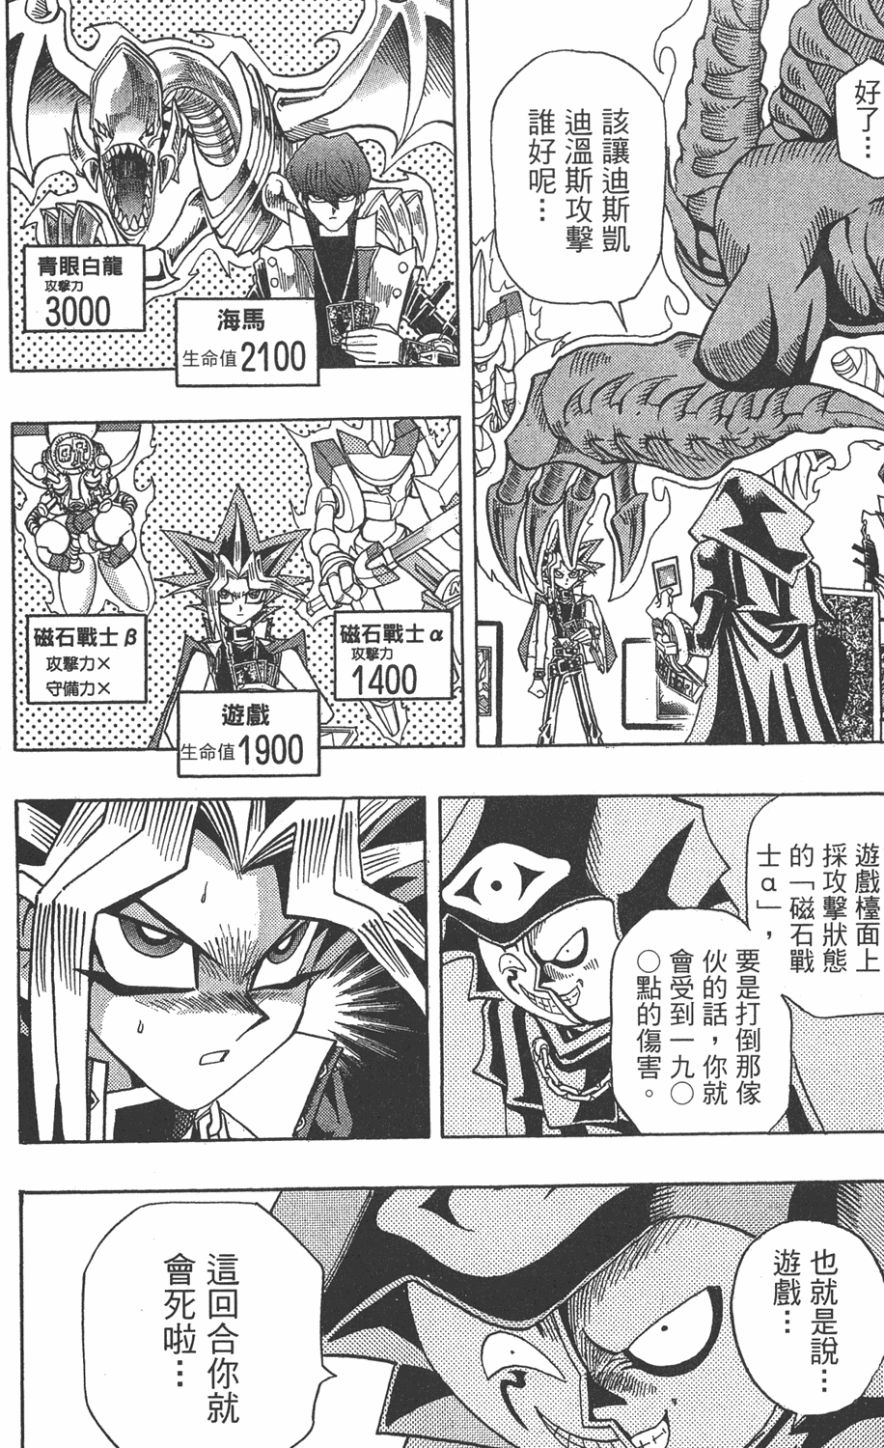 好了…
該讓迪斯凱
迪溫斯攻擊
誰好呢…
青眼白龍
攻擊力
3000
海馬
生命值2100
磁石戰士β
攻擊力×
守備力×
磁石戰士α
攻擊力
1400
遊戲
生命值1900
遊戲檯面上
採攻擊狀態
的「磁石戰
士α」，
要是打倒那傢
伙的話，你就
會受到一九○
○點的傷害。
也就是說…
遊戲…
這回合你就
會死啦…